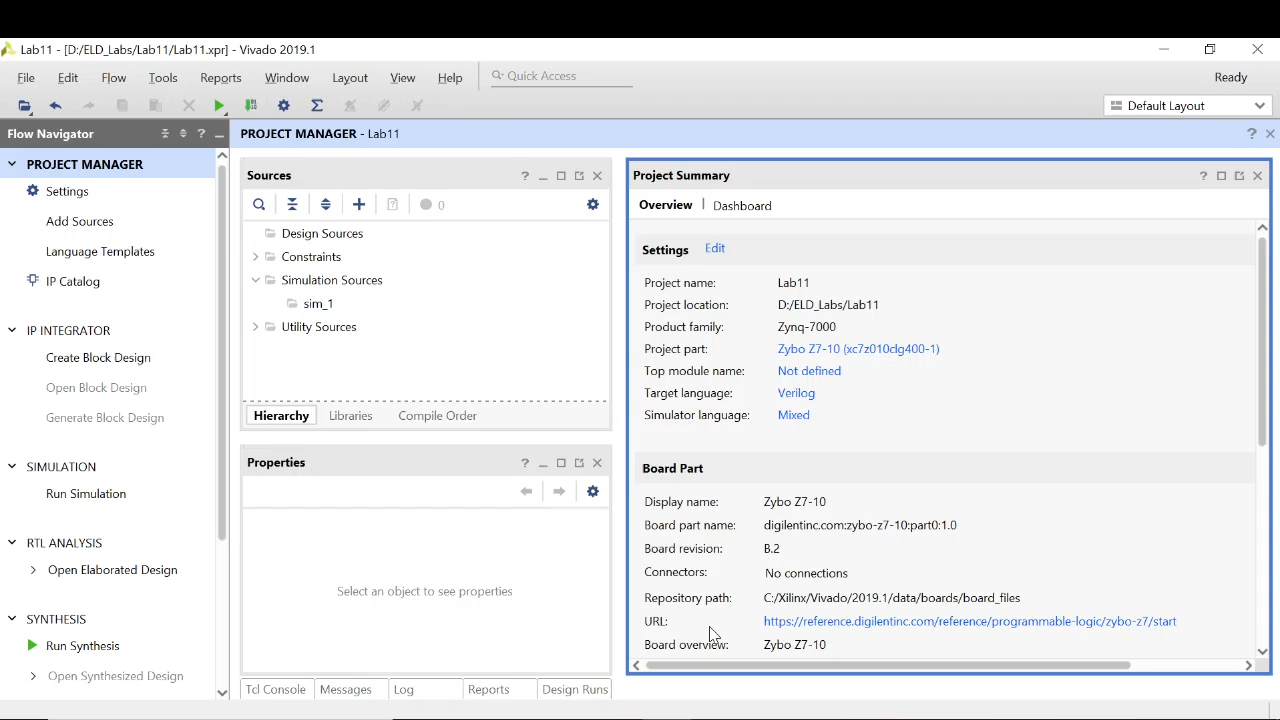 Lab11 - [D:/ELD_Labs/Lab11/Lab11.xpr] - Vivado 2019.1
File Edit Flow Tools Reports Window Layout View Help Quick Access Ready
0
Default Layout
Flow Navigator
PROJECT MANAGER
Settings
Add Sources
Language Templates
IP Catalog
IP INTEGRATOR
Create Block Design
Open Block Design
Generate Block Design
SIMULATION
Run Simulation
RTL ANALYSIS
Open Elaborated Design
SYNTHESIS
Run Synthesis
Open Synthesized Design
PROJECT MANAGER - Lab11
Sources
Design Sources
Constraints
Simulation Sources
sim_1
Utility Sources
Hierarchy Libraries Compile Order
Properties
Select an object to see properties
Tcl Console Messages Log Reports Design Runs
Project Summary
Overview | Dashboard
Settings Edit
Project name: Lab11
Project location: D:/ELD_Labs/Lab11
Product family: Zynq-7000
Project part: Zybo Z7-10 (xc7z010clg400-1)
Top module name: Not defined
Target language: Verilog
Simulator language: Mixed
Board Part
Display name: Zybo Z7-10
Board part name: digilentinc.com:zybo-z7-10:part0:1.0
Board revision: B.2
Connectors: No connections
Repository path: C:/Xilinx/Vivado/2019.1/data/boards/board_files
URL: https://reference.digilentinc.com/reference/programmable-logic/zybo-z7/start
Board overview: Zybo Z7-10